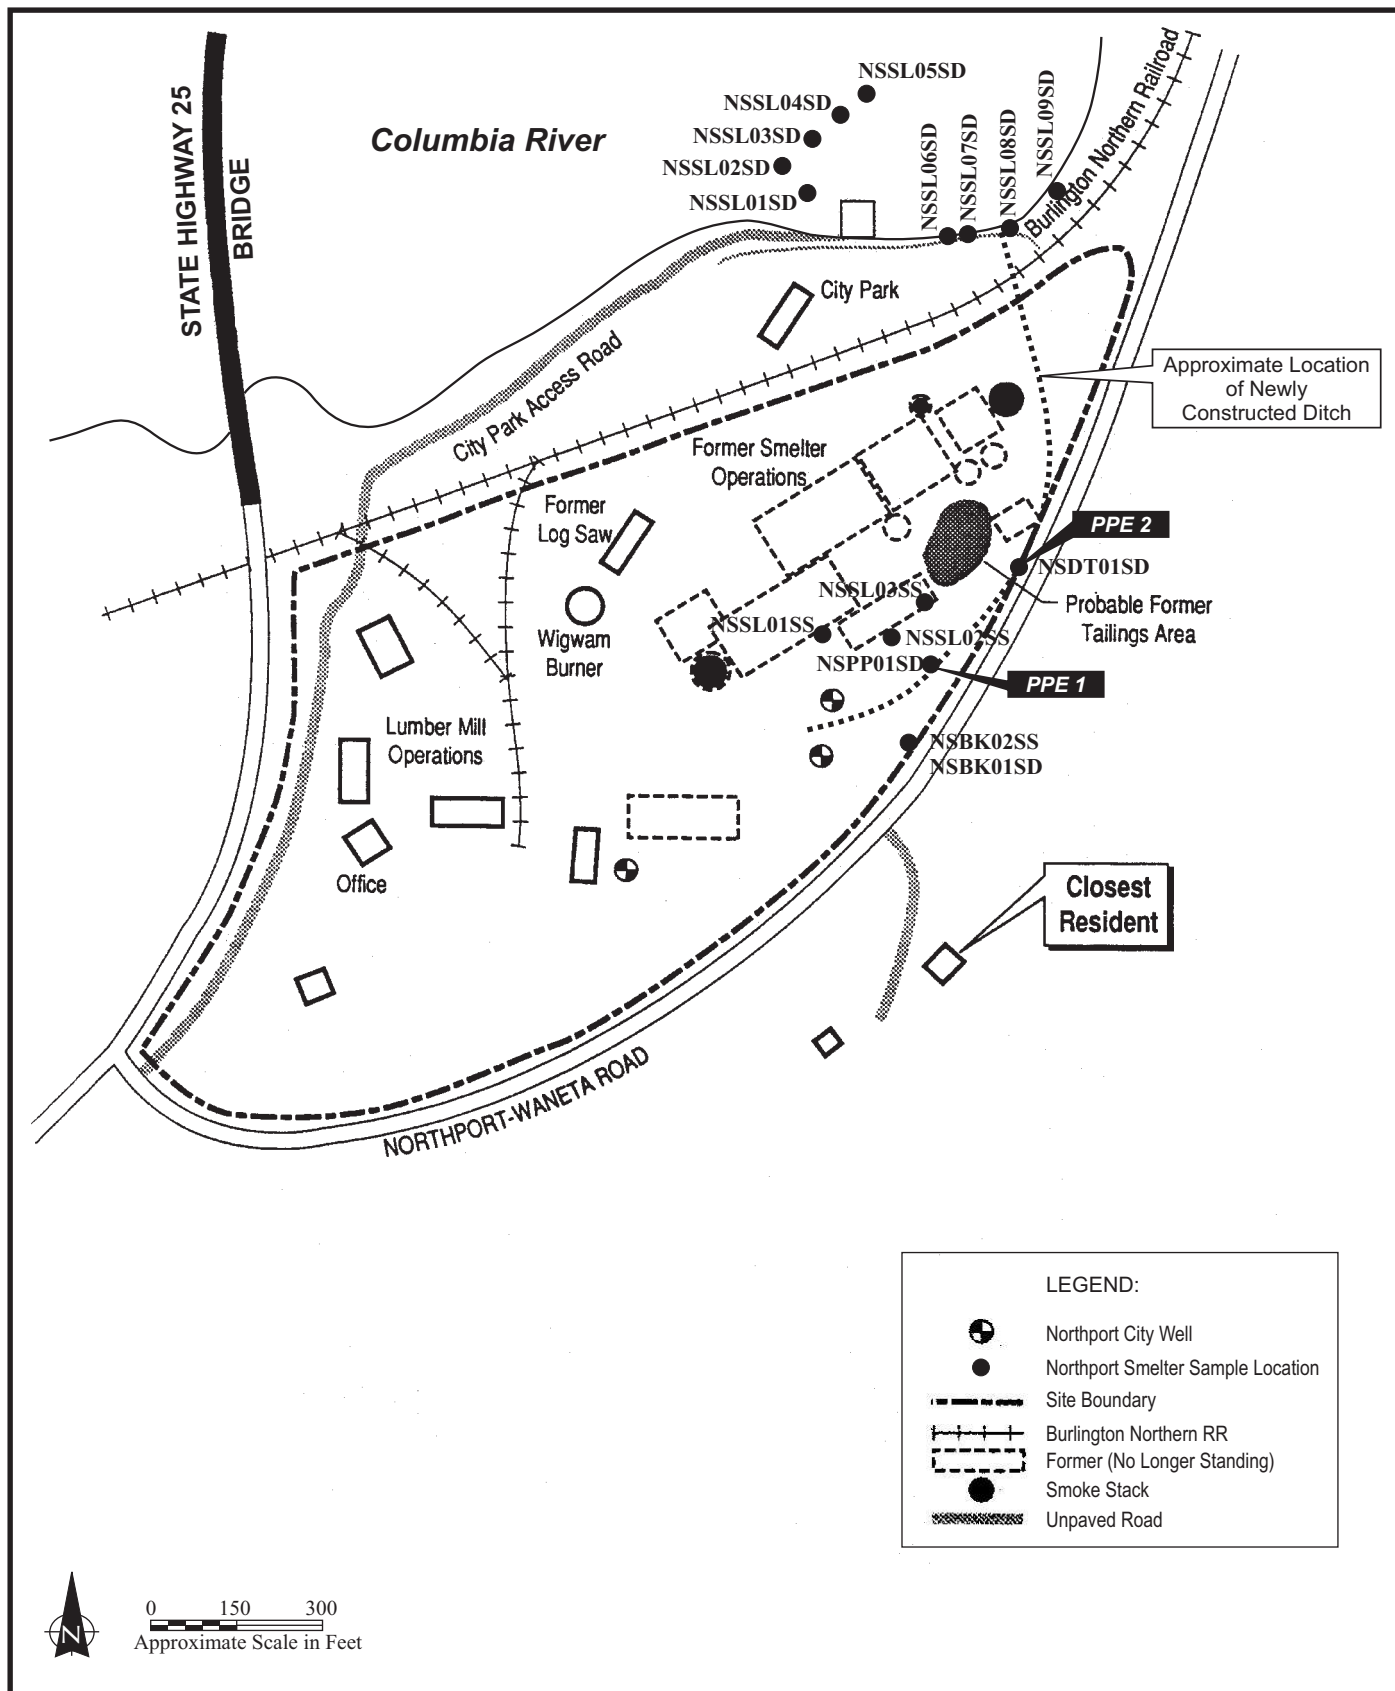 NSSL05SD
NSSL04SD
NSSL03SD
NSSL02SD
NSSL01SD
NSSL06SD
NSSL07SD
NSSL08SD
NSSL09SD
Burlington Northern Railroad
Columbia River
STATE HIGHWAY 25
BRIDGE
City Park
City Park Access Road
Approximate Location
of Newly
Constructed Ditch
Former Smelter
Operations
Former
Log Saw
PPE 2
NSDT01SD
Probable Former
Tailings Area
NSSL03SS
NSSL01SS
NSSL02SS
NSPP01SD
PPE 1
Wigwam
Burner
Lumber Mill
Operations
NSBK02SS
NSBK01SD
Office
Closest
Resident
NORTHPORT-WANETA ROAD
LEGEND:
Northport City Well
Northport Smelter Sample Location
Site Boundary
Burlington Northern RR
Former (No Longer Standing)
Smoke Stack
Unpaved Road
N
0 150 300
Approximate Scale in Feet